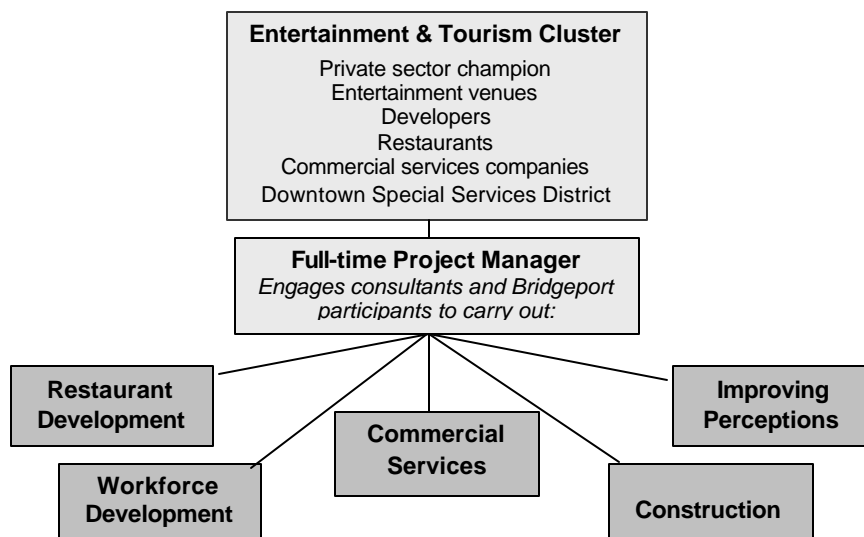 Entertainment & Tourism Cluster
Private sector champion
Entertainment venues
Developers
Restaurants
Commercial services companies
Downtown Special Services District
Full-time Project Manager
Engages consultants and Bridgeport
participants to carry out:
Restaurant
Development
Improving
Perceptions
Commercial
Services
Workforce
Development
Construction